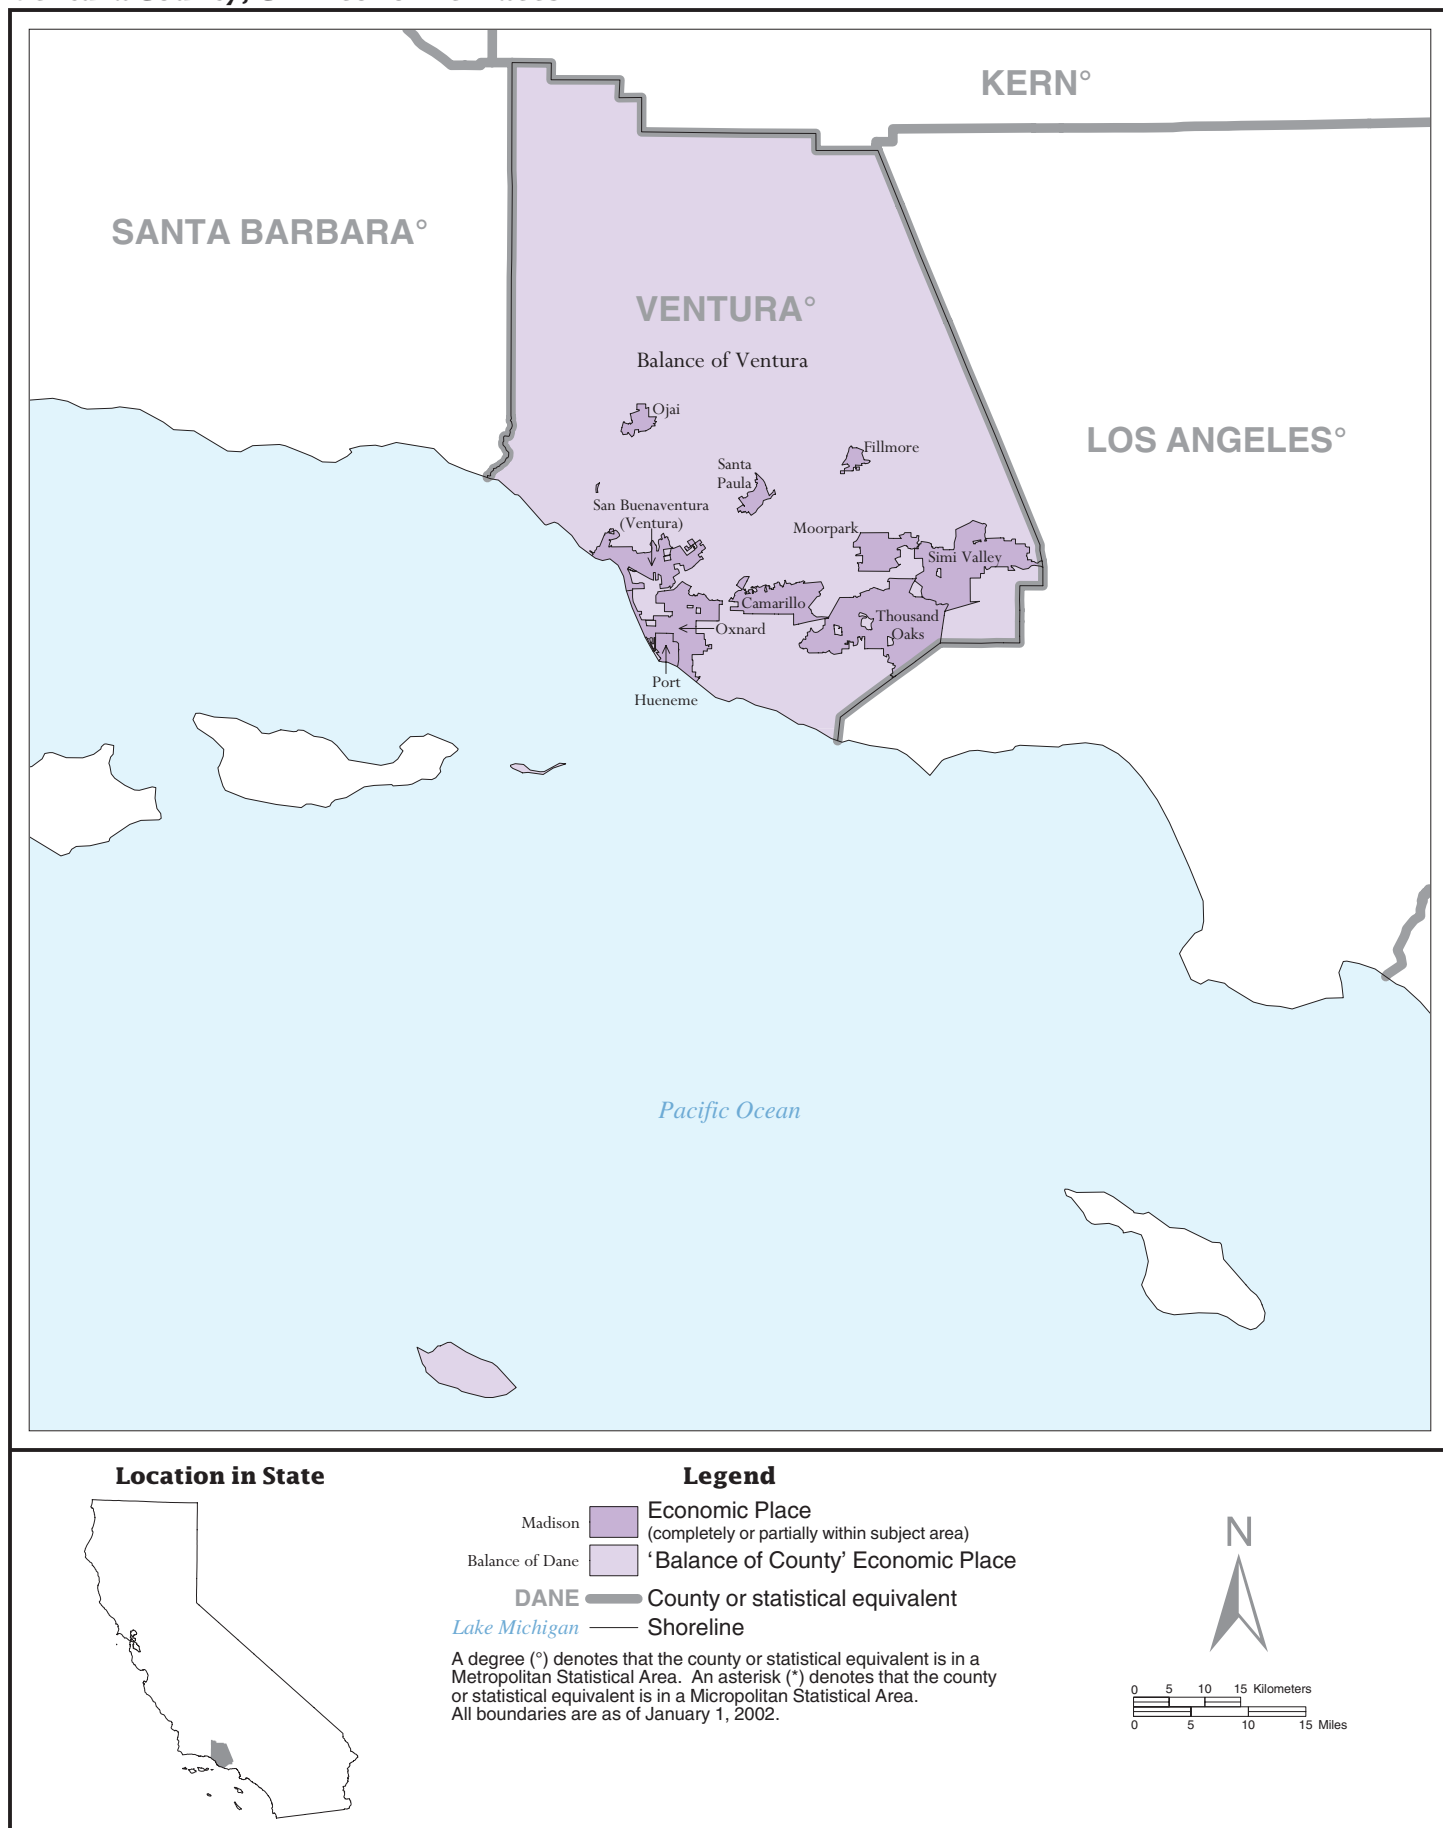 KERN°
SANTA BARBARA°
VENTURA°
Balance of Ventura
Ojai
LOS ANGELES°
Fillmore
Santa
Paula
San Buenaventura
(Ventura)
Moorpark
Simi Valley
Camarillo
Thousand
Oaks
Oxnard
Port
Hueneme
Pacific Ocean
Location in State
Legend
Madison
Economic Place
(completely or partially within subject area)
Balance of Dane
‘Balance of County’ Economic Place
DANE
County or statistical equivalent
Lake Michigan
Shoreline
A degree (°) denotes that the county or statistical equivalent is in a
Metropolitan Statistical Area. An asterisk (*) denotes that the county
or statistical equivalent is in a Micropolitan Statistical Area.
All boundaries are as of January 1, 2002.
N
0 5 10 15 Kilometers
0 5 10 15 Miles